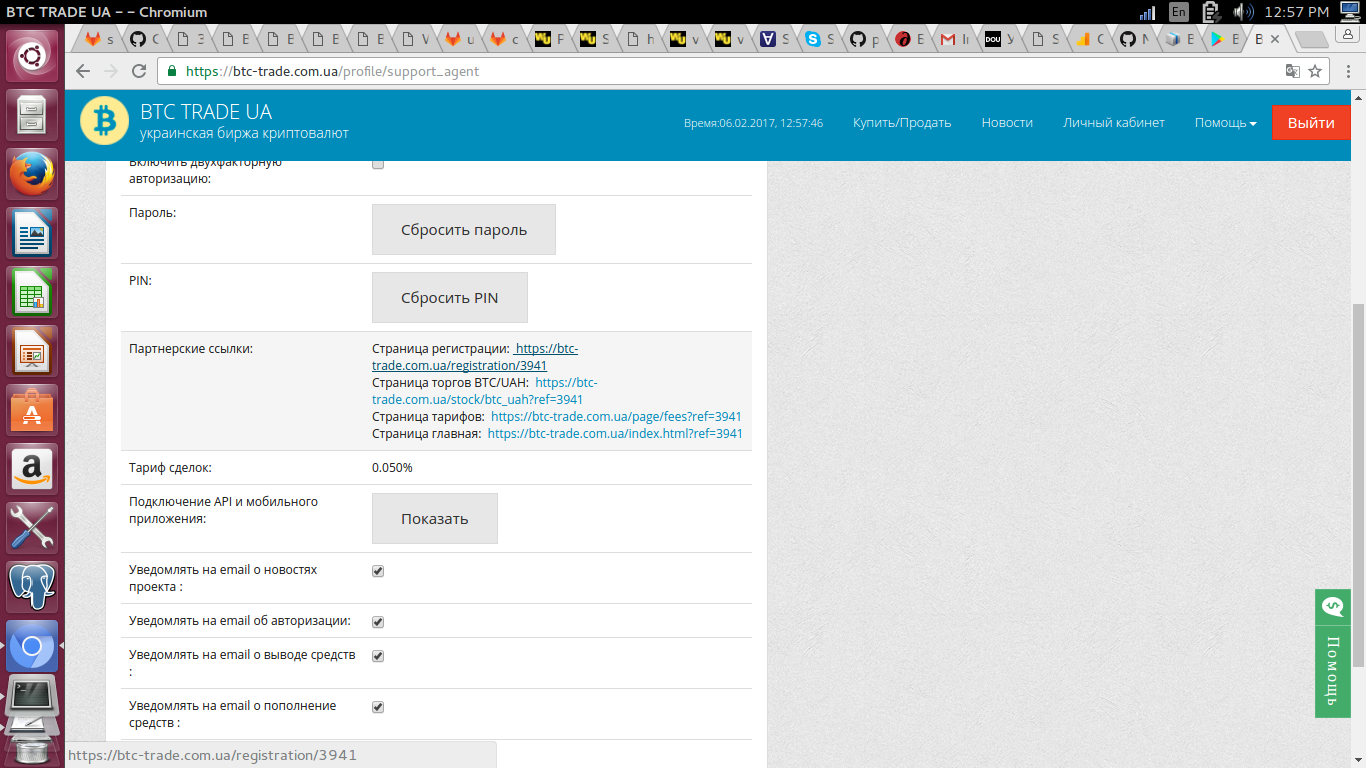 BTC TRADE UA – – Chromium
En
12:57 PM
https://btc-trade.com.ua/profile/support_agent
BTC TRADE UA
украинская биржа криптовалют
Время:06.02.2017, 12:57:46
Купить/Продать
Новости
Личный кабинет
Помощь
Выйти
Включить двухфакторную
авторизацию:
Пароль:
Сбросить пароль
PIN:
Сбросить PIN
Партнерские ссылки:
Страница регистрации: https://btc-
trade.com.ua/registration/3941
Страница торгов BTC/UAH: https://btc-
trade.com.ua/stock/btc_uah?ref=3941
Страница тарифов: https://btc-trade.com.ua/page/fees?ref=3941
Страница главная: https://btc-trade.com.ua/index.html?ref=3941
Тариф сделок:
0.050%
Подключение API и мобильного
приложения:
Показать
Уведомлять на email о новостях
проекта :
Уведомлять на email об авторизации:
Уведомлять на email о выводе средств
:
Уведомлять на email о пополнение
средств :
Помощь
https://btc-trade.com.ua/registration/3941